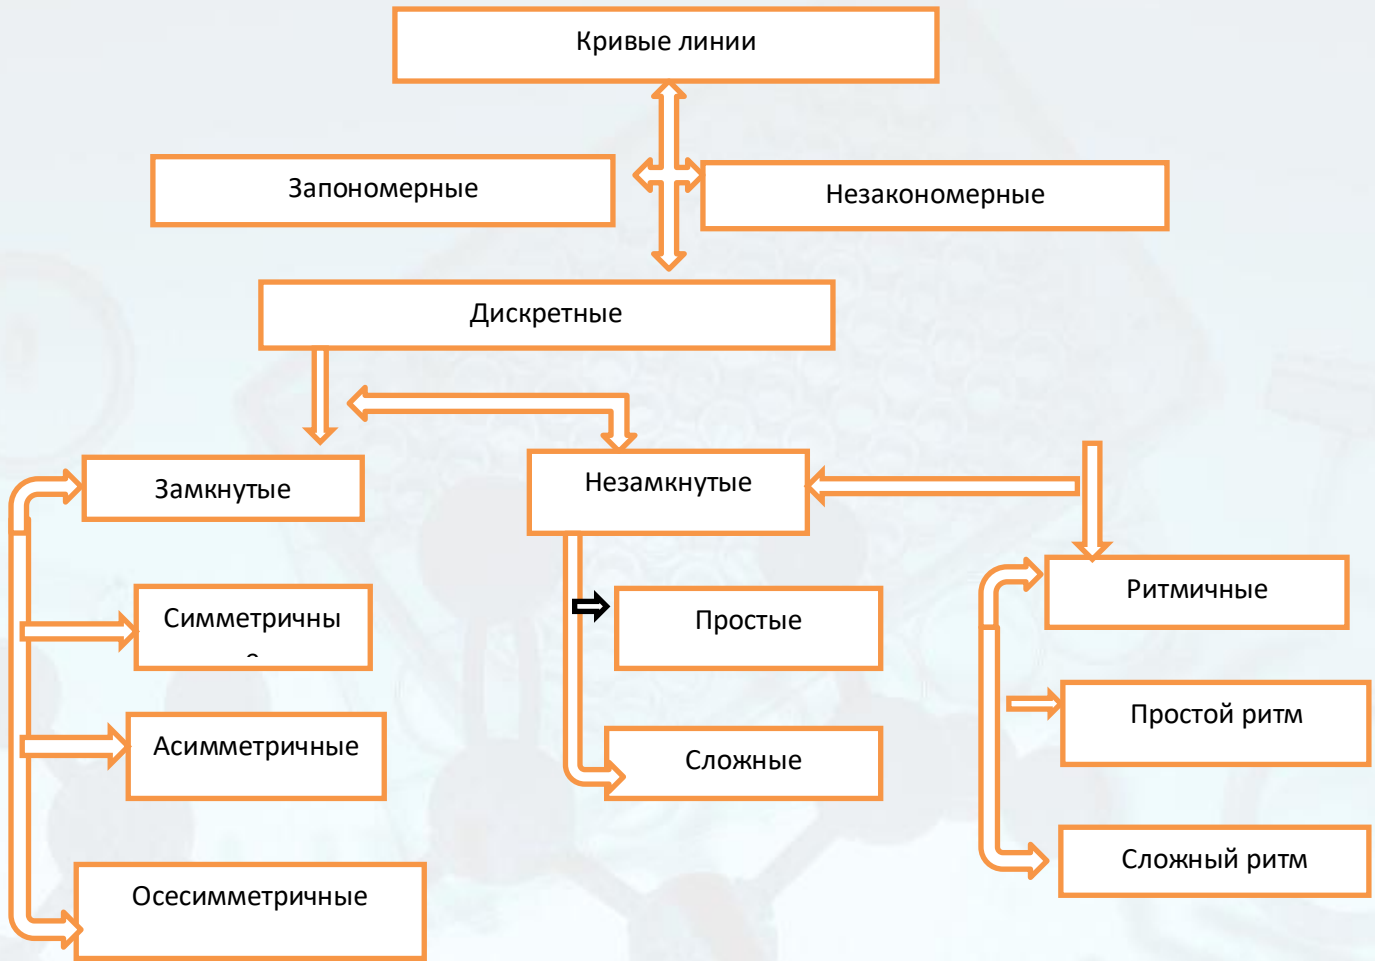 Кривые линии
Запономерные
Незакономерные
Дискретные
Замкнутые
Незамкнутые
Ритмичные
Симметричны
Простые
Простой ритм
Асимметричные
Сложные
Сложный ритм
Осесимметричные